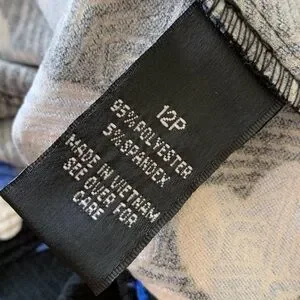 12P
95% POLYESTER
5% SPANDEX
MADE IN VIETNAM
SEE OVER FOR
CARE